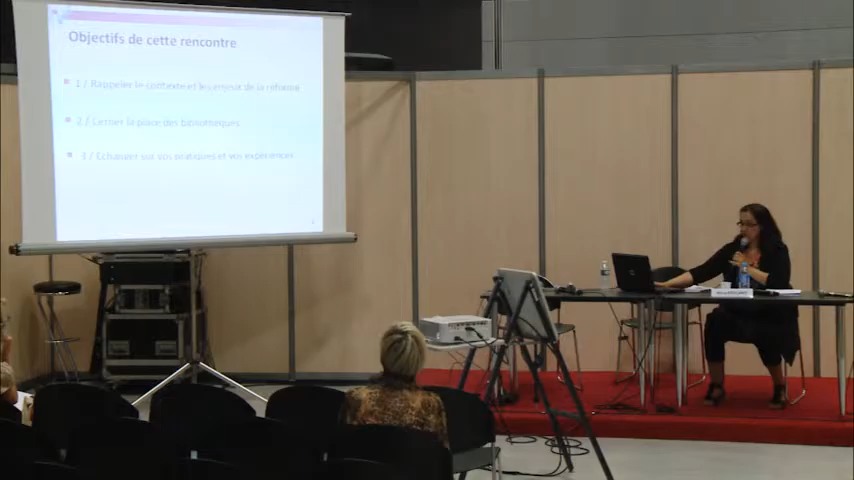 Objectifs de cette rencontre
1 / Rappeler le contexte et les enjeux de la réforme
2 / Cerner la place des bibliothèques
3 / Echanger sur vos pratiques et vos expériences